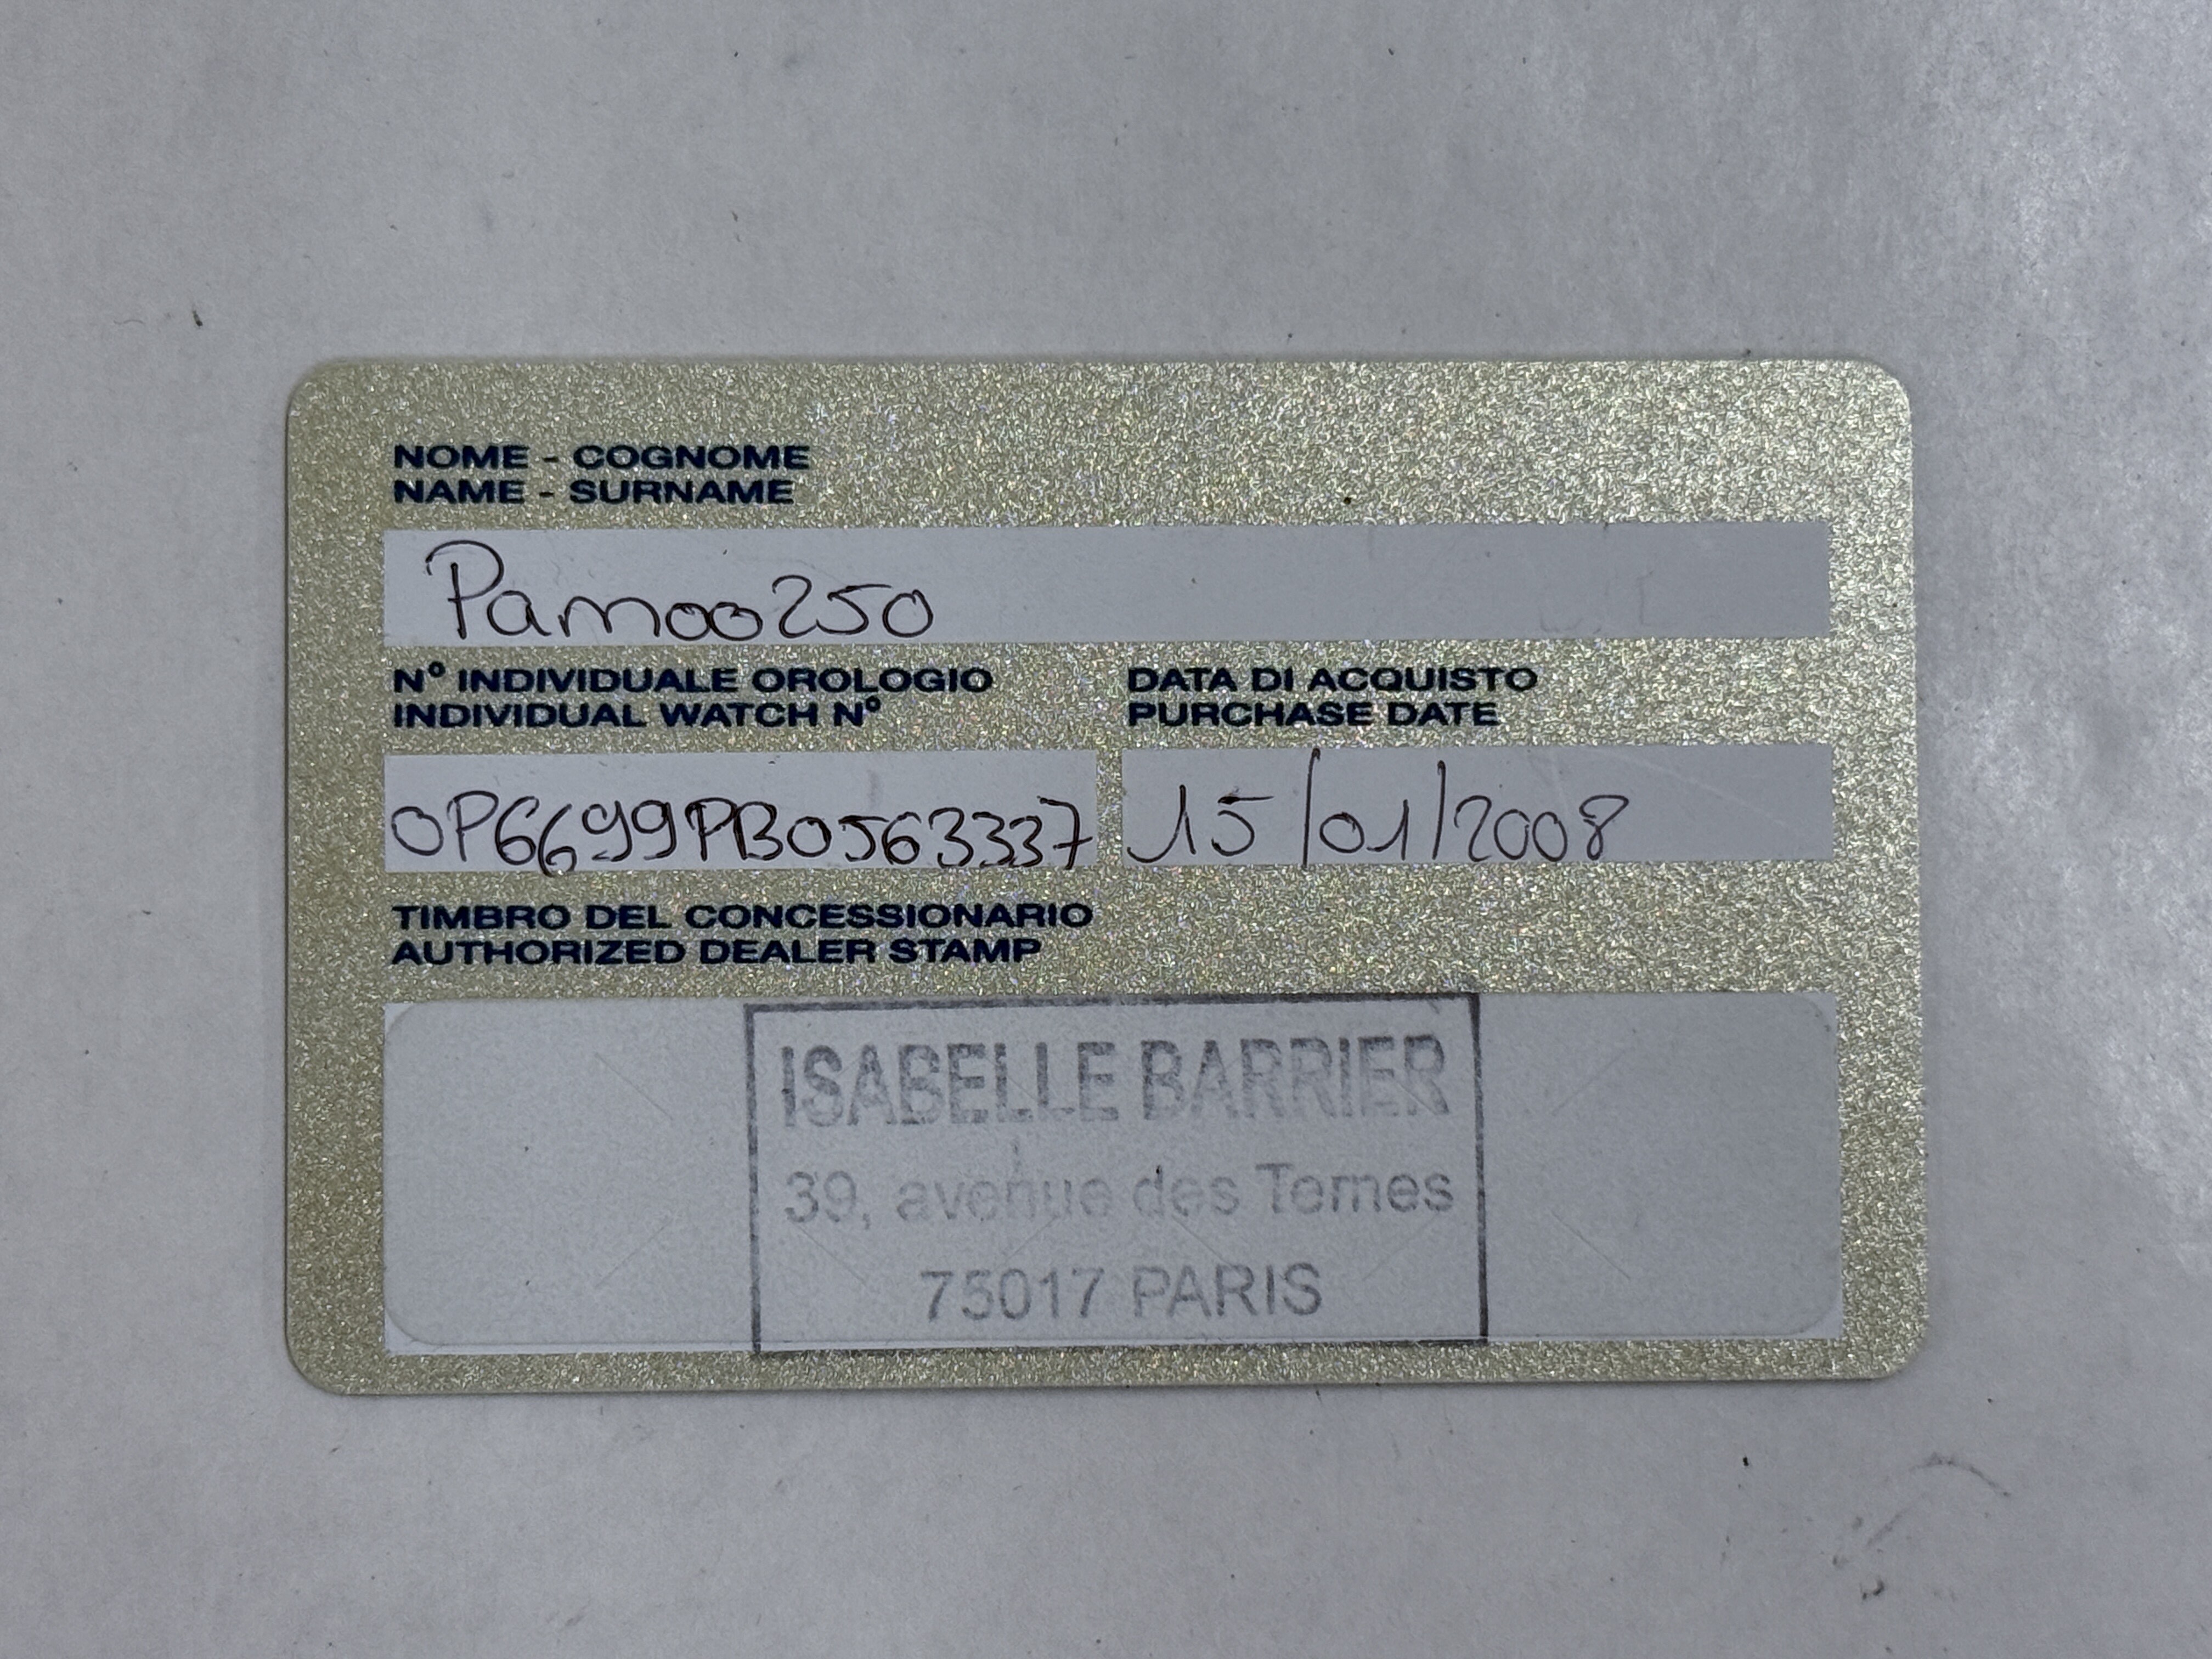 NOME - COGNOME
NAME - SURNAME
Pam00250
N° INDIVIDUALE OROLOGIO
INDIVIDUAL WATCH N°
OP6699PB0563337
DATA DI ACQUISTO
PURCHASE DATE
15/01/2008
TIMBRO DEL CONCESSIONARIO
AUTHORIZED DEALER STAMP
ISABELLE BARRIER
39, avenue des Ternes
75017 PARIS